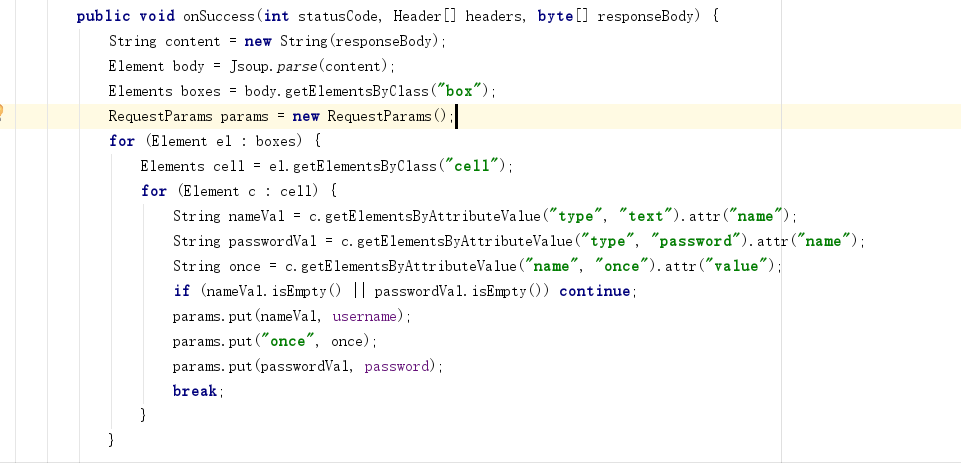 public void onSuccess(int statusCode, Header[] headers, byte[] responseBody) {
String content = new String(responseBody);
Element body = Jsoup.parse(content);
Elements boxes = body.getElementsByClass("box");
RequestParams params = new RequestParams();
for (Element el : boxes) {
Elements cell = el.getElementsByClass("cell");
for (Element c : cell) {
String nameVal = c.getElementsByAttributeValue("type", "text").attr("name");
String passwordVal = c.getElementsByAttributeValue("type", "password").attr("name");
String once = c.getElementsByAttributeValue("name", "once").attr("value");
if (nameVal.isEmpty() || passwordVal.isEmpty()) continue;
params.put(nameVal, username);
params.put("once", once);
params.put(passwordVal, password);
break;
}
}